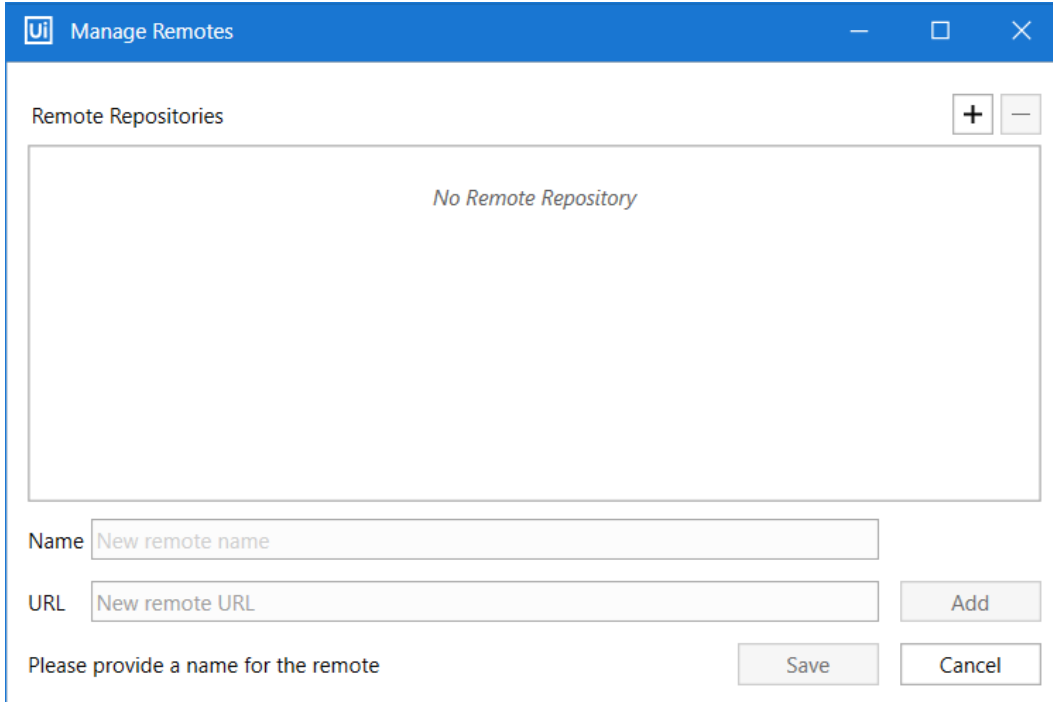 Ui Manage Remotes
Remote Repositories
No Remote Repository
Name New remote name
URL New remote URL Add
Please provide a name for the remote Save Cancel